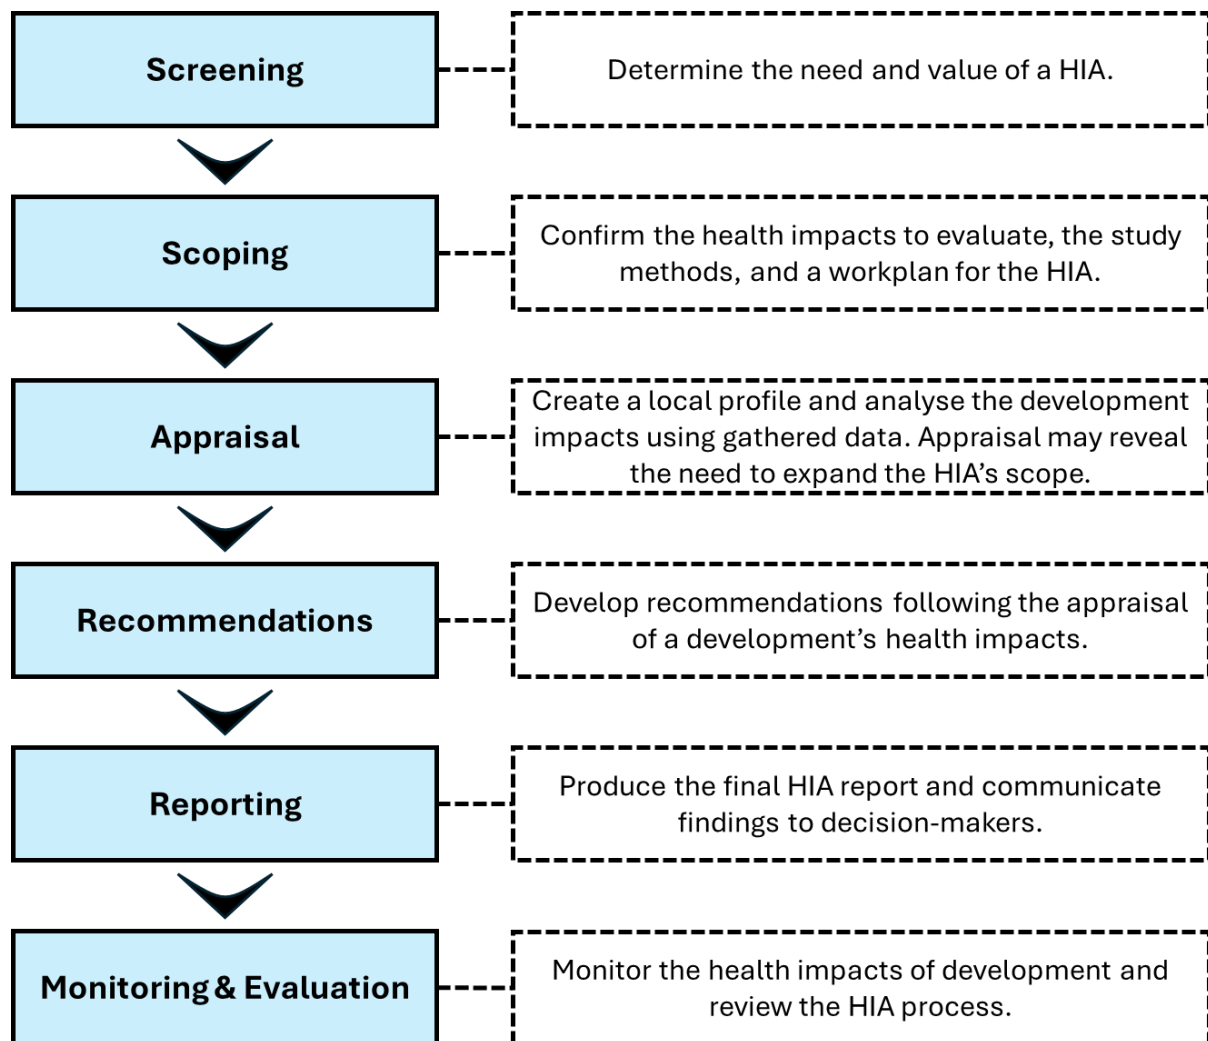 Screening
Determine the need and value of a HIA.
Scoping
Confirm the health impacts to evaluate, the study
methods, and a workplan for the HIA.
Appraisal
Create a local profile and analyse the development
impacts using gathered data. Appraisal may reveal
the need to expand the HIA’s scope.
Recommendations
Develop recommendations following the appraisal
of a development’s health impacts.
Reporting
Produce the final HIA report and communicate
findings to decision-makers.
Monitoring & Evaluation
Monitor the health impacts of development and
review the HIA process.